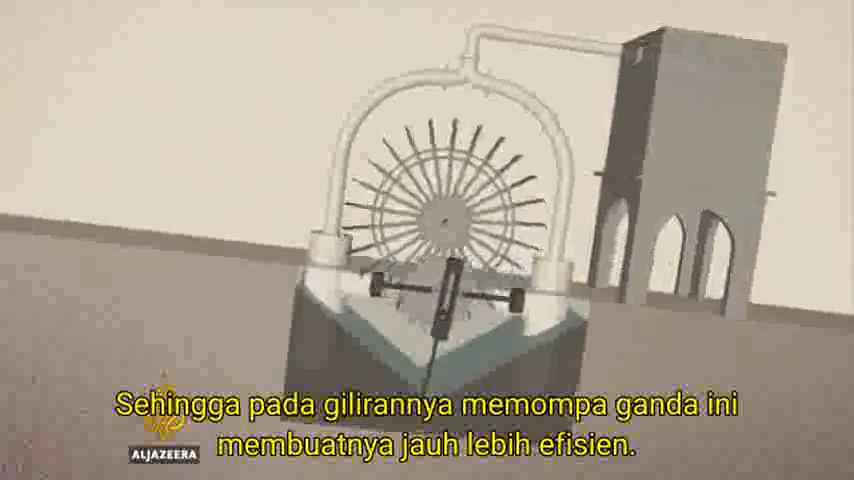 Sehingga pada gilirannya memompa ganda ini
membuatnya jauh lebih efisien.
ALJAZEERA